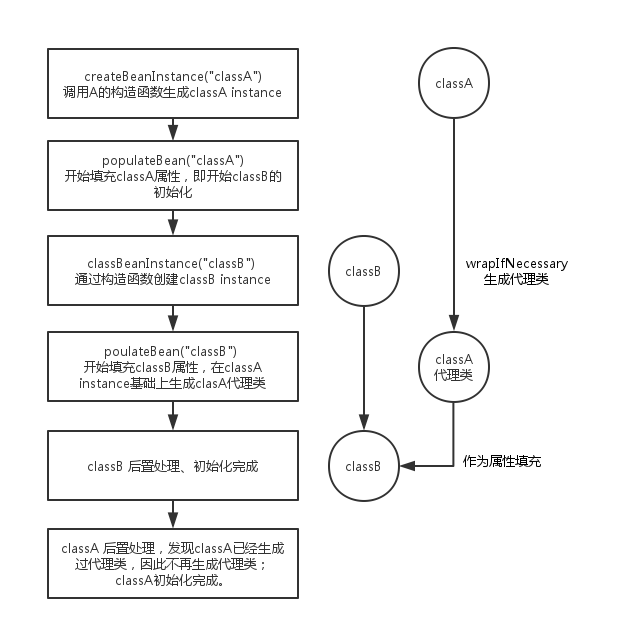 createBeanInstance("classA")
调用A的构造函数生成classA instance
populateBean("classA")
开始填充classA属性，即开始classB的
初始化
classBeanInstance("classB")
通过构造函数创建classB instance
poulateBean("classB")
开始填充classB属性，在classA
instance基础上生成clasA代理类
classB 后置处理、初始化完成
classA 后置处理，发现classA已经生成
过代理类，因此不再生成代理类；
classA初始化完成。
classA
classB
wrapIfNecessary
生成代理类
classA
代理类
classB
作为属性填充